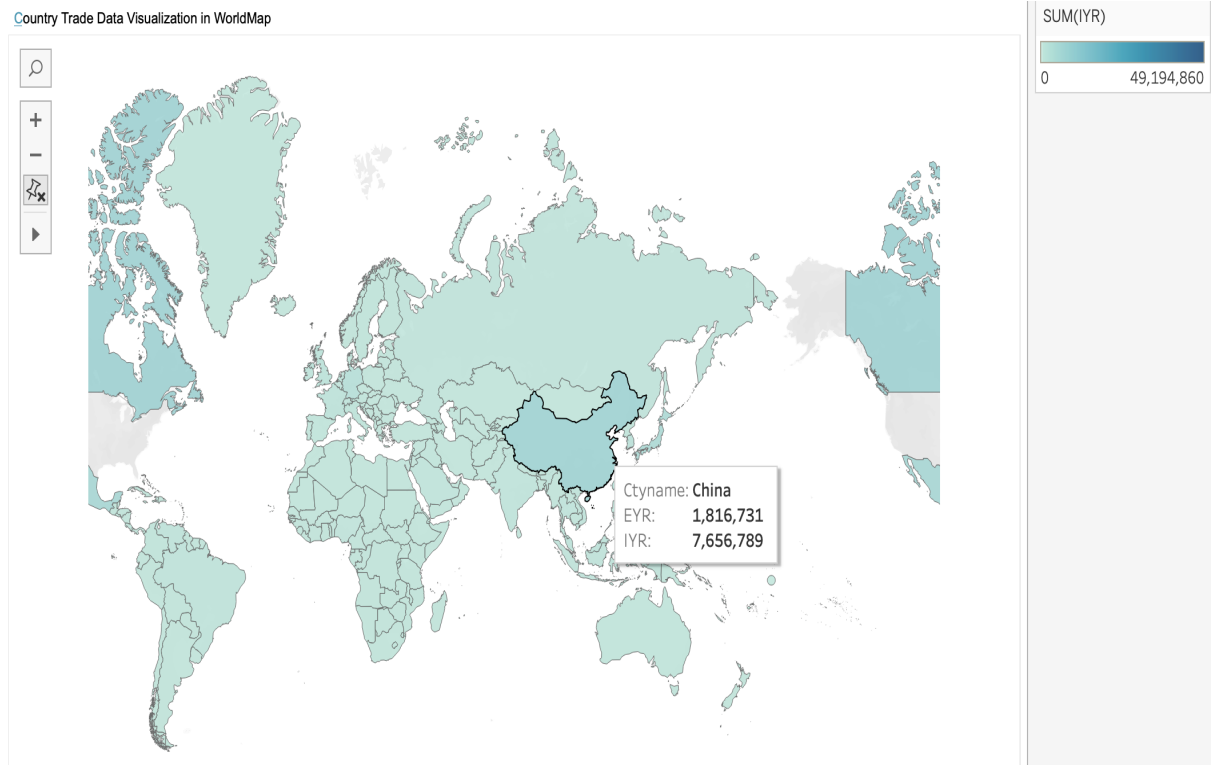 Country Trade Data Visualization in WorldMap
SUM(IYR)
0 49,194,860
Ctyname: China
EYR: 1,816,731
IYR: 7,656,789